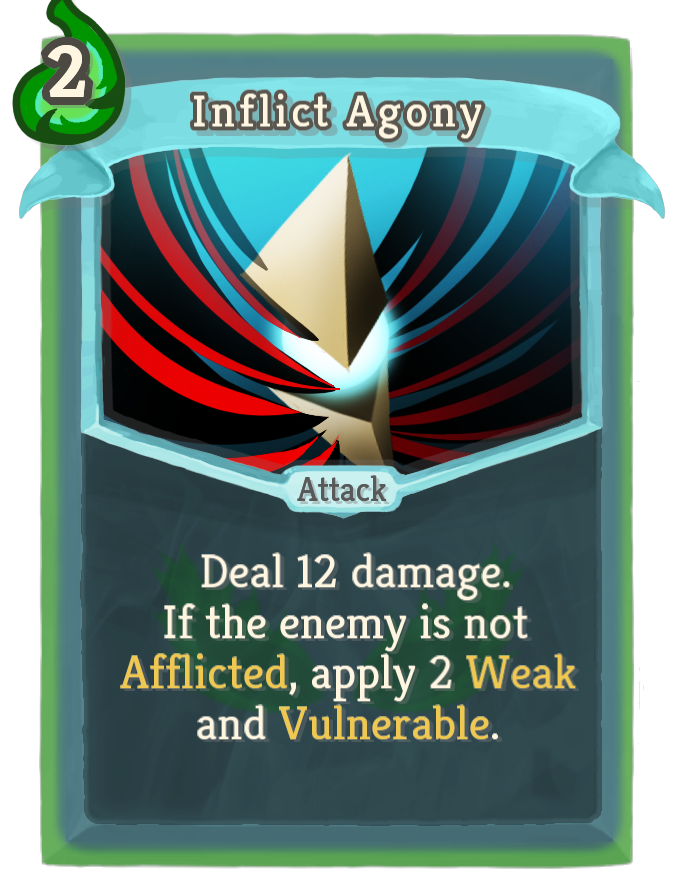 2
Inflict Agony
Attack
Deal 12 damage.
If the enemy is not
Afflicted, apply 2 Weak
and Vulnerable.